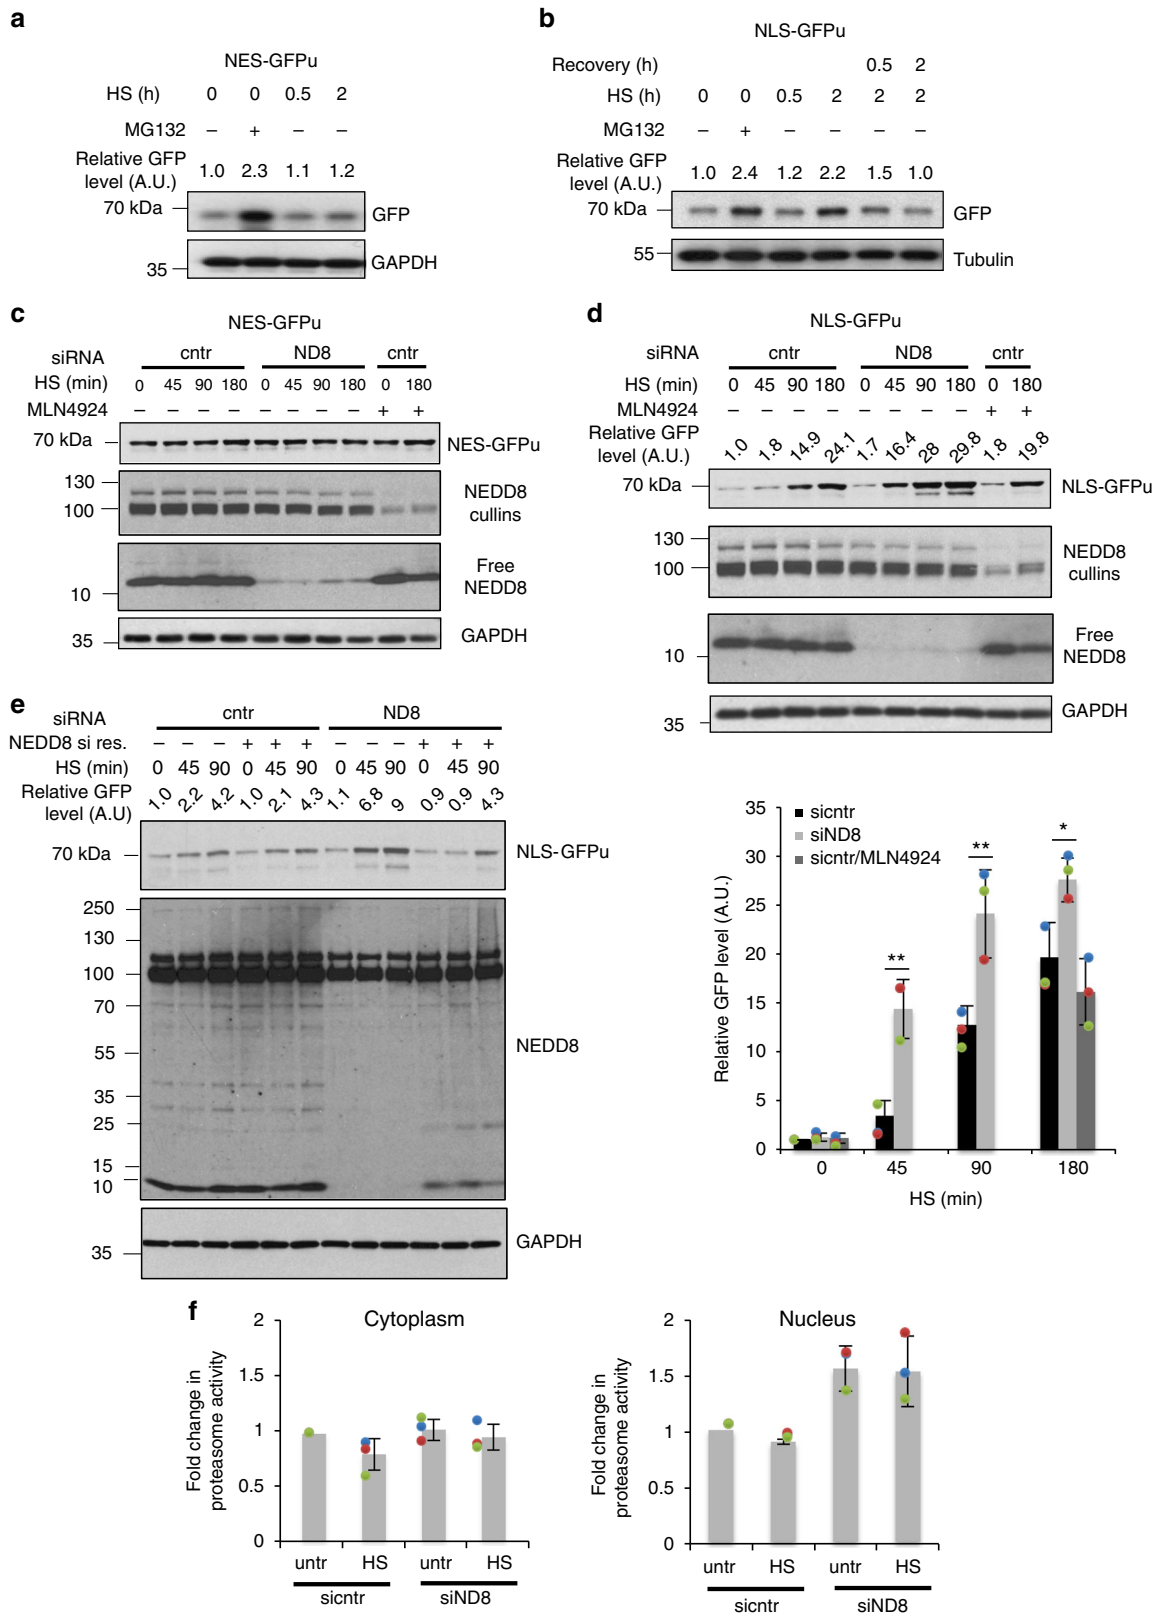 a
NES-GFPu
HS (h) 0 0 0.5 2
MG132 – + – –
Relative GFP
level (A.U.) 1.0 2.3 1.1 1.2
70 kDa GFP
35 GAPDH
b
NLS-GFPu
Recovery (h) 0.5 2
HS (h) 0 0 0.5 2 2 2
MG132 – + – – – –
Relative GFP
level (A.U.) 1.0 2.4 1.2 2.2 1.5 1.0
70 kDa GFP
55 Tubulin
c
NES-GFPu
siRNA cntr ND8 cntr
HS (min) 0 45 90 180 0 45 90 180 0 180
MLN4924 – – – – – – – – + +
70 kDa NES-GFPu
130 NEDD8
100 cullins
Free
10 NEDD8
35 GAPDH
d
NLS-GFPu
siRNA cntr ND8 cntr
HS (min) 0 45 90 180 0 45 90 180 0 180
MLN4924 – – – – – – – – + +
Relative GFP
level (A.U.) 1.0 1.8 14.9 24.1 1.7 16.4 28 29.8 1.8 19.8
70 kDa NLS-GFPu
130 NEDD8
100 cullins
Free
10 NEDD8
35 GAPDH
35
30
25
20
15
10
5
0
Relative GFP level (A.U.)
sicntr
siND8
sicntr/MLN4924
** ** *
0 45 90 180
HS (min)
e
siRNA cntr ND8
NEDD8 si res. – – – + + + – – – + + +
HS (min) 0 45 90 0 45 90 0 45 90 0 45 90
Relative GFP
level (A.U) 1.0 2.2 4.2 1.0 2.1 4.3 1.1 6.8 9 0.9 0.9 4.3
70 kDa NLS-GFPu
250
130
100
70
55 NEDD8
35
25
15
10
35 GAPDH
f
Cytoplasm
Fold change in
proteasome activity
2
1.5
1
0.5
0
untr HS untr HS
sicntr siND8
Nucleus
Fold change in
proteasome activity
2
1.5
1
0.5
0
untr HS untr HS
sicntr siND8